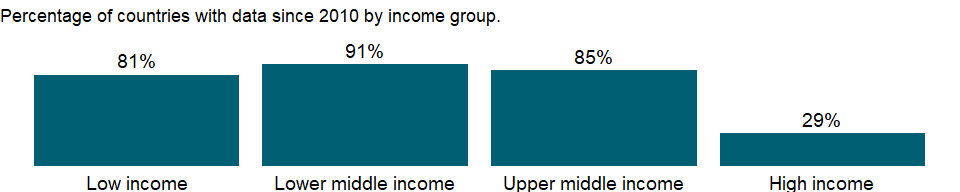 Percentage of countries with data since 2010 by income group.
81%
91%
85%
29%
Low income
Lower middle income
Upper middle income
High income